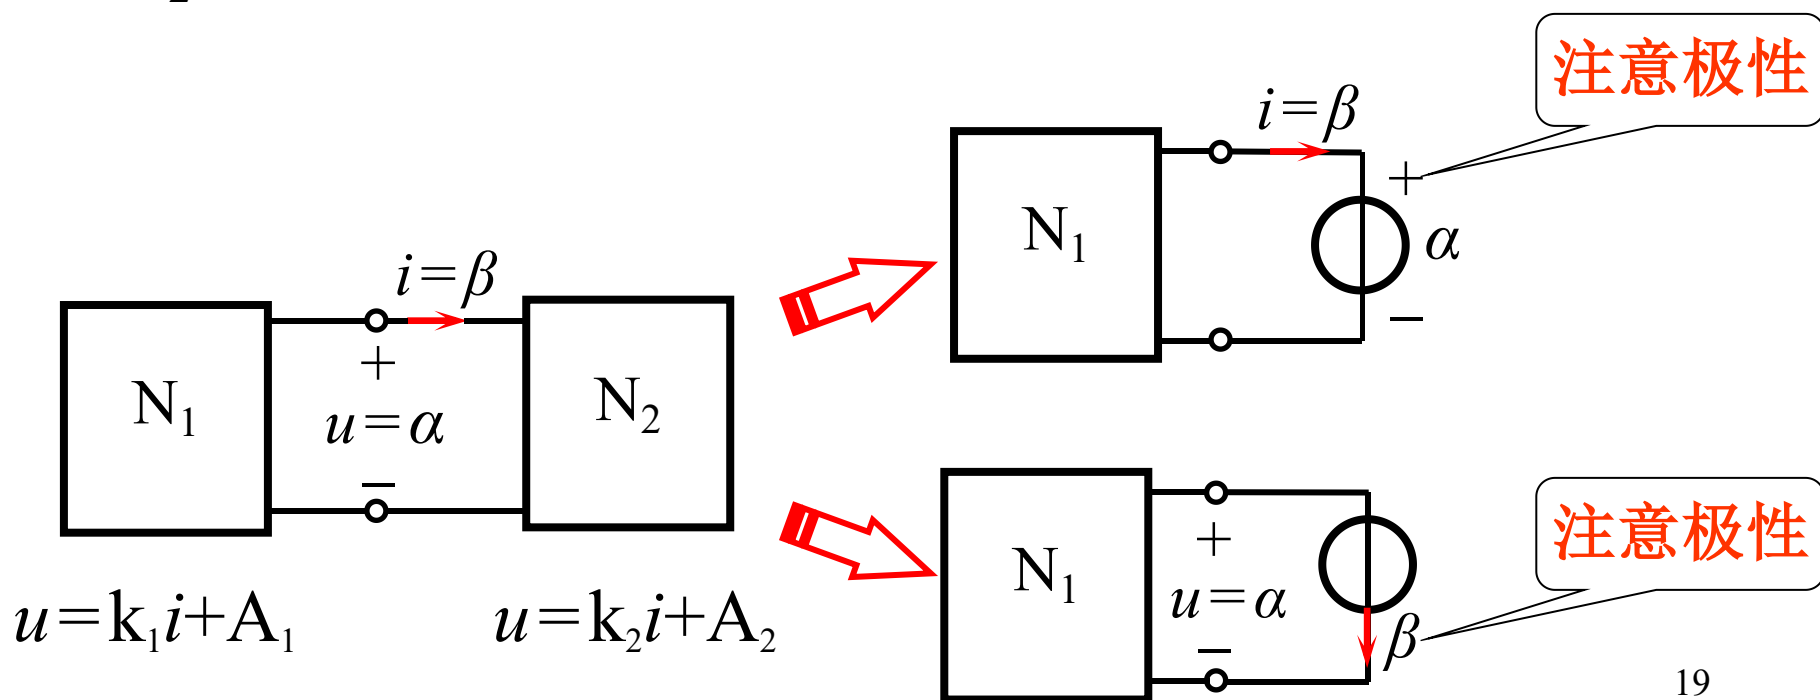 注意极性
i=β
+
N₁
α
−
i=β
N₁
+
u=α
−
N₂
u=k₁i+A₁
u=k₂i+A₂
注意极性
N₁
+
u=α
−
β
19